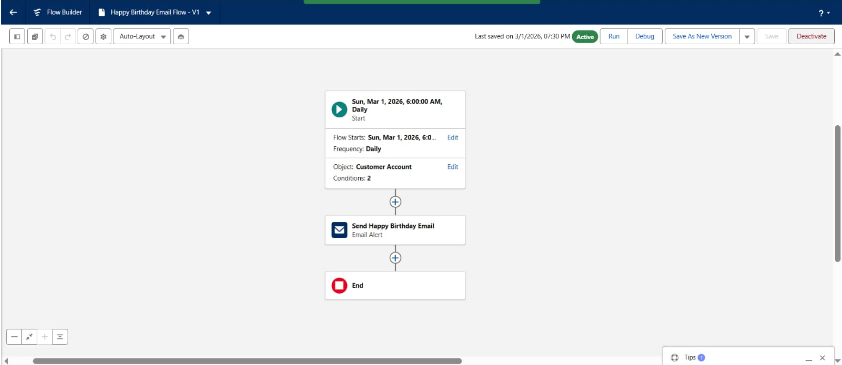 Flow Builder Happy Birthday Email Flow - V1 ?
Auto-Layout Last saved on 3/1/2026, 07:30 PM Active Run Debug Save As New Version Save Deactivate
Sun, Mar 1, 2026, 6:00:00 AM,
Daily
Start
Flow Starts: Sun, Mar 1, 2026, 6:0... Edit
Frequency: Daily
Object: Customer Account Edit
Conditions: 2
Send Happy Birthday Email
Email Alert
End
Tips 1